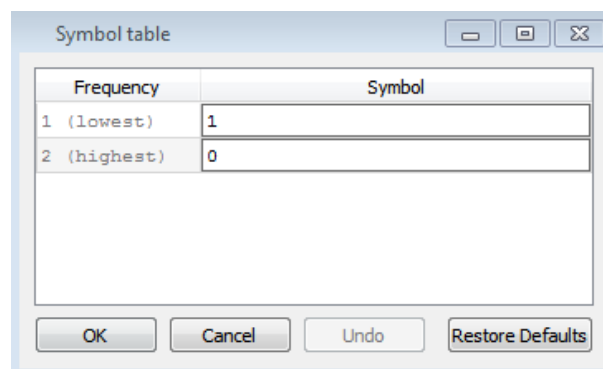 Symbol table
Frequency Symbol
1 (lowest) 1
2 (highest) 0
OK Cancel Undo Restore Defaults